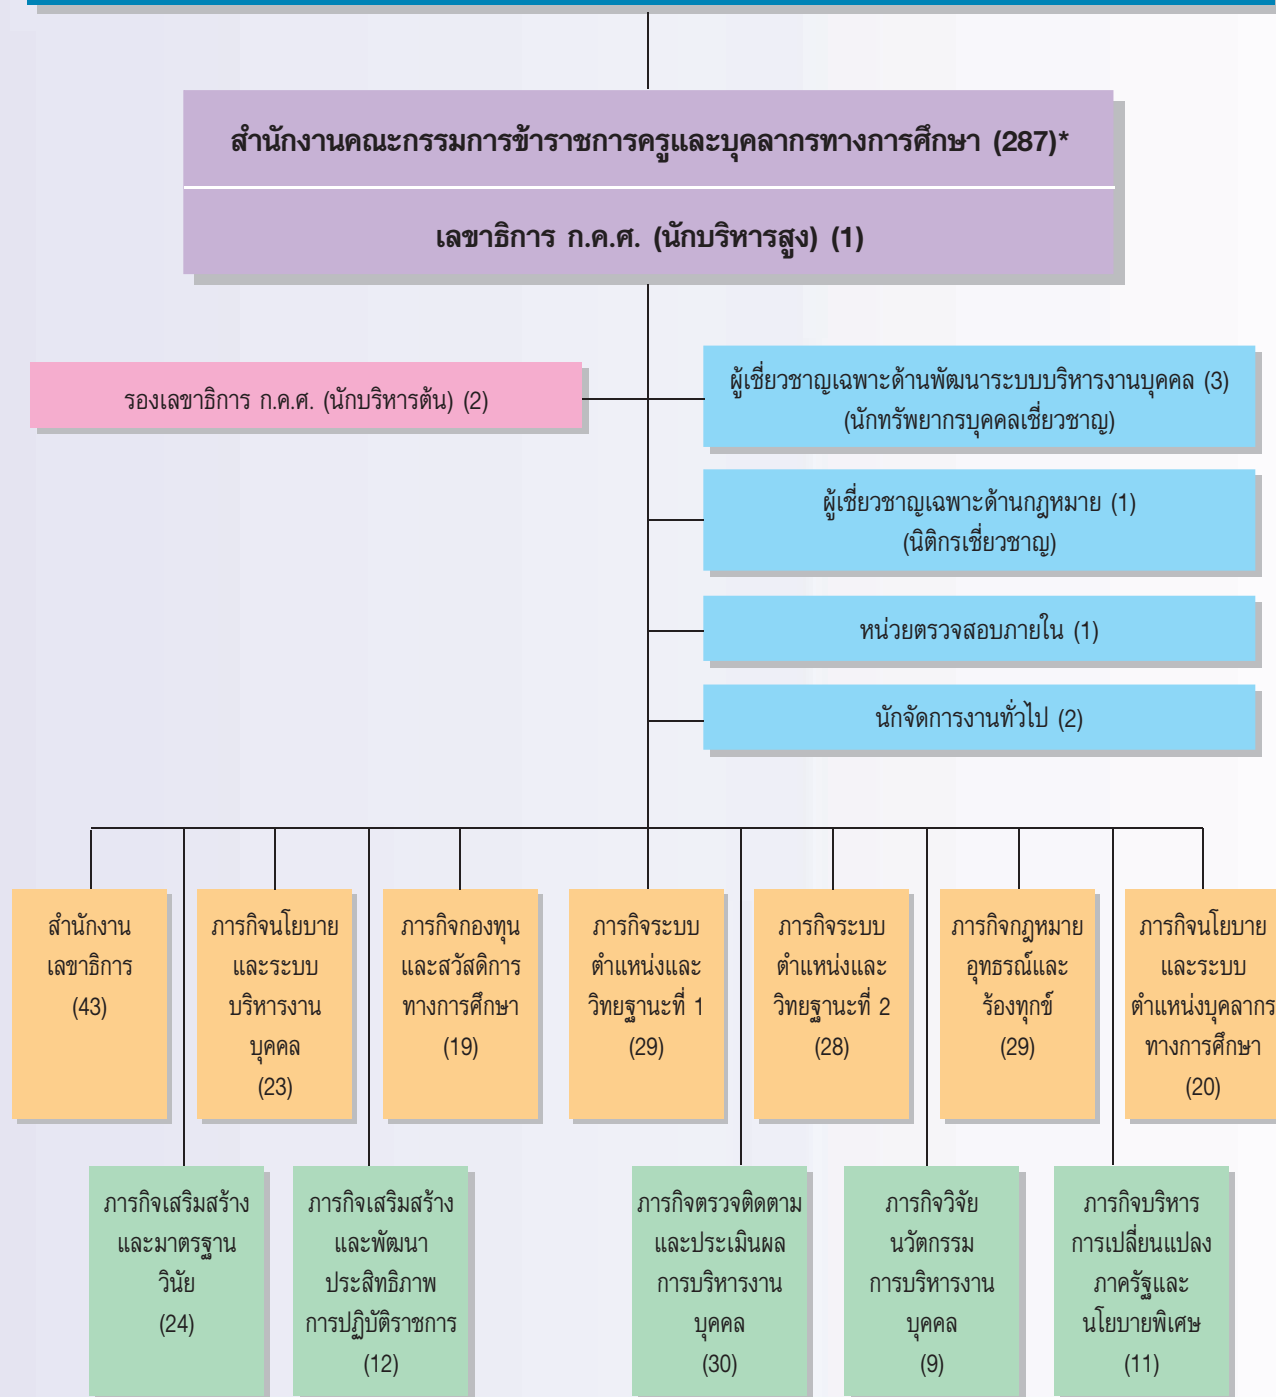 สำนักงานคณะกรรมการข้าราชการครูและบุคลากรทางการศึกษา (287)*
เลขาธิการ ก.ค.ศ. (นักบริหารสูง) (1)
รองเลขาธิการ ก.ค.ศ. (นักบริหารต้น) (2)
ผู้เชี่ยวชาญเฉพาะด้านพัฒนาระบบบริหารงานบุคคล (3)
(นักทรัพยากรบุคคลเชี่ยวชาญ)
ผู้เชี่ยวชาญเฉพาะด้านกฎหมาย (1)
(นิติกรเชี่ยวชาญ)
หน่วยตรวจสอบภายใน (1)
นักจัดการงานทั่วไป (2)
สำนักงาน
เลขาธิการ
(43)
ภารกิจนโยบาย
และระบบ
บริหารงาน
บุคคล
(23)
ภารกิจกองทุน
และสวัสดิการ
ทางการศึกษา
(19)
ภารกิจระบบ
ตำแหน่งและ
วิทยฐานะที่ 1
(29)
ภารกิจระบบ
ตำแหน่งและ
วิทยฐานะที่ 2
(28)
ภารกิจกฎหมาย
อุทธรณ์และ
ร้องทุกข์
(29)
ภารกิจนโยบาย
และระบบ
ตำแหน่งบุคลากร
ทางการศึกษา
(20)
ภารกิจเสริมสร้าง
และมาตรฐาน
วินัย
(24)
ภารกิจเสริมสร้าง
และพัฒนา
ประสิทธิภาพ
การปฏิบัติราชการ
(12)
ภารกิจตรวจติดตาม
และประเมินผล
การบริหารงาน
บุคคล
(30)
ภารกิจวิจัย
นวัตกรรม
การบริหารงาน
บุคคล
(9)
ภารกิจบริหาร
การเปลี่ยนแปลง
ภาครัฐและ
นโยบายพิเศษ
(11)